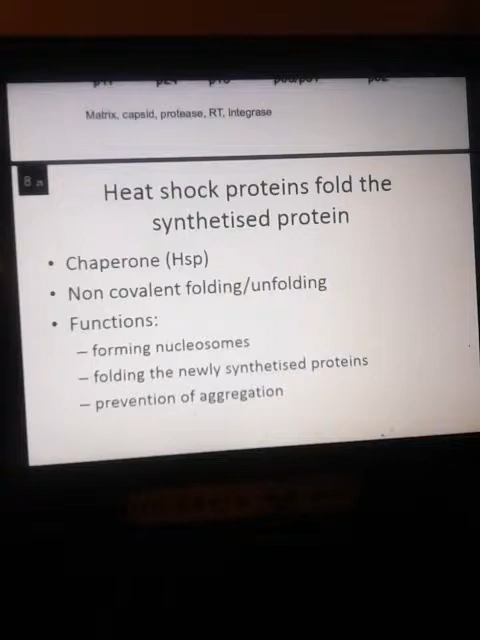 Matrix, capsid, protease, RT, Integrase
8 a
Heat shock proteins fold the
synthetised protein
• Chaperone (Hsp)
• Non covalent folding/unfolding
• Functions:
– forming nucleosomes
– folding the newly synthetised proteins
– prevention of aggregation